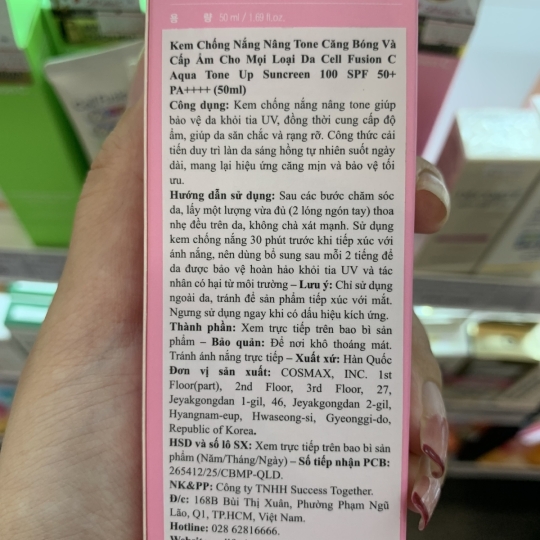 용 량 50 ml / 1.69 fl.oz.
Kem Chống Nắng Nâng Tone Căng Bóng Và
Cấp Ẩm Cho Mọi Loại Da Cell Fusion C
Aqua Tone Up Suncreen 100 SPF 50+
PA++++ (50ml)
Công dụng: Kem chống nắng nâng tone giúp
bảo vệ da khỏi tia UV, đồng thời cung cấp độ
ẩm, giúp da săn chắc và rạng rỡ. Công thức cải
tiến duy trì làn da sáng hồng tự nhiên suốt ngày
dài, mang lại hiệu ứng căng mịn và bảo vệ tối
ưu.
Hướng dẫn sử dụng: Sau các bước chăm sóc
da, lấy một lượng vừa đủ (2 lóng ngón tay) thoa
nhẹ đều trên da, không chà xát mạnh. Sử dụng
kem chống nắng 30 phút trước khi tiếp xúc với
ánh nắng, nên dùng bổ sung sau mỗi 2 tiếng để
da được bảo vệ hoàn hảo khỏi tia UV và tác
nhân có hại từ môi trường – Lưu ý: Chỉ sử dụng
ngoài da, tránh để sản phẩm tiếp xúc với mắt.
Ngưng sử dụng ngay khi có dấu hiệu kích ứng.
Thành phần: Xem trực tiếp trên bao bì sản
phẩm – Bảo quản: Để nơi khô thoáng mát.
Tránh ánh nắng trực tiếp – Xuất xứ: Hàn Quốc
Đơn vị sản xuất: COSMAX, INC. 1st
Floor(part), 2nd Floor, 3rd Floor, 27,
Jeyakgongdan 1-gil, 46, Jeyakgongdan 2-gil,
Hyangnam-eup, Hwaseong-si, Gyeonggi-do,
Republic of Korea.
HSD và số lô SX: Xem trực tiếp trên bao bì sản
phẩm (Năm/Tháng/Ngày) – Số tiếp nhận PCB:
265412/25/CBMP-QLD.
NK&PP: Công ty TNHH Success Together.
Đ/c: 168B Bùi Thị Xuân, Phường Phạm Ngũ
Lão, Q1, TP.HCM, Việt Nam.
Hotline: 028 62816666.